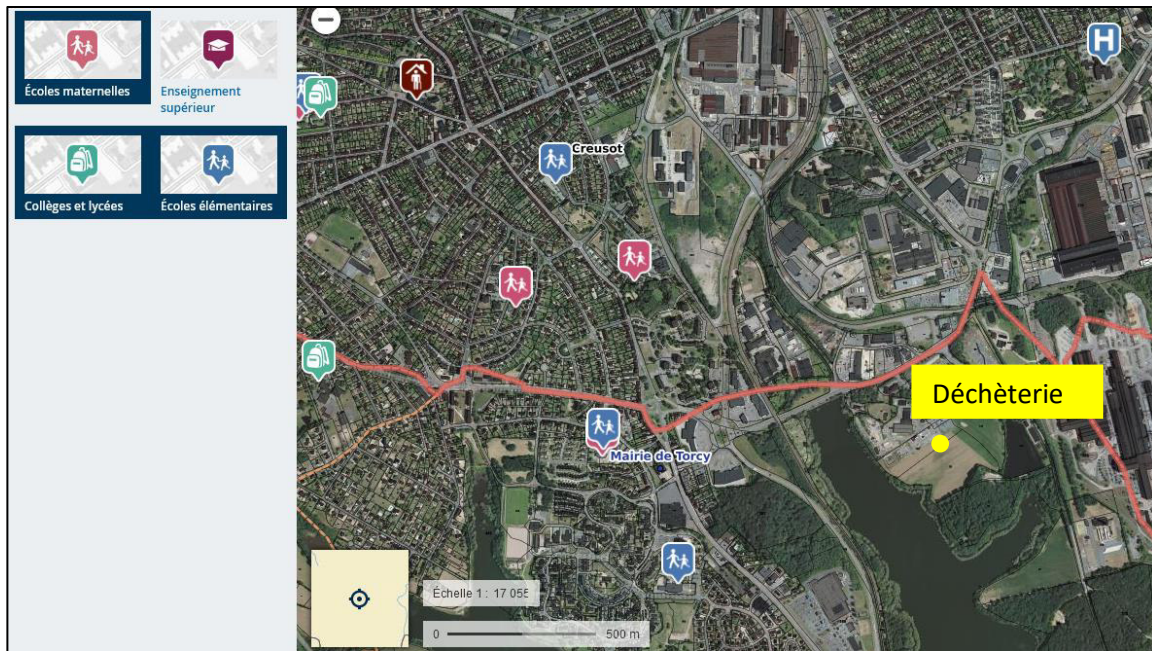 Écoles maternelles
Enseignement
supérieur
Collèges et lycées
Écoles élémentaires
H
Creusot
Déchèterie
Mairie de Torcy
Échelle 1 : 17 055
0
500 m